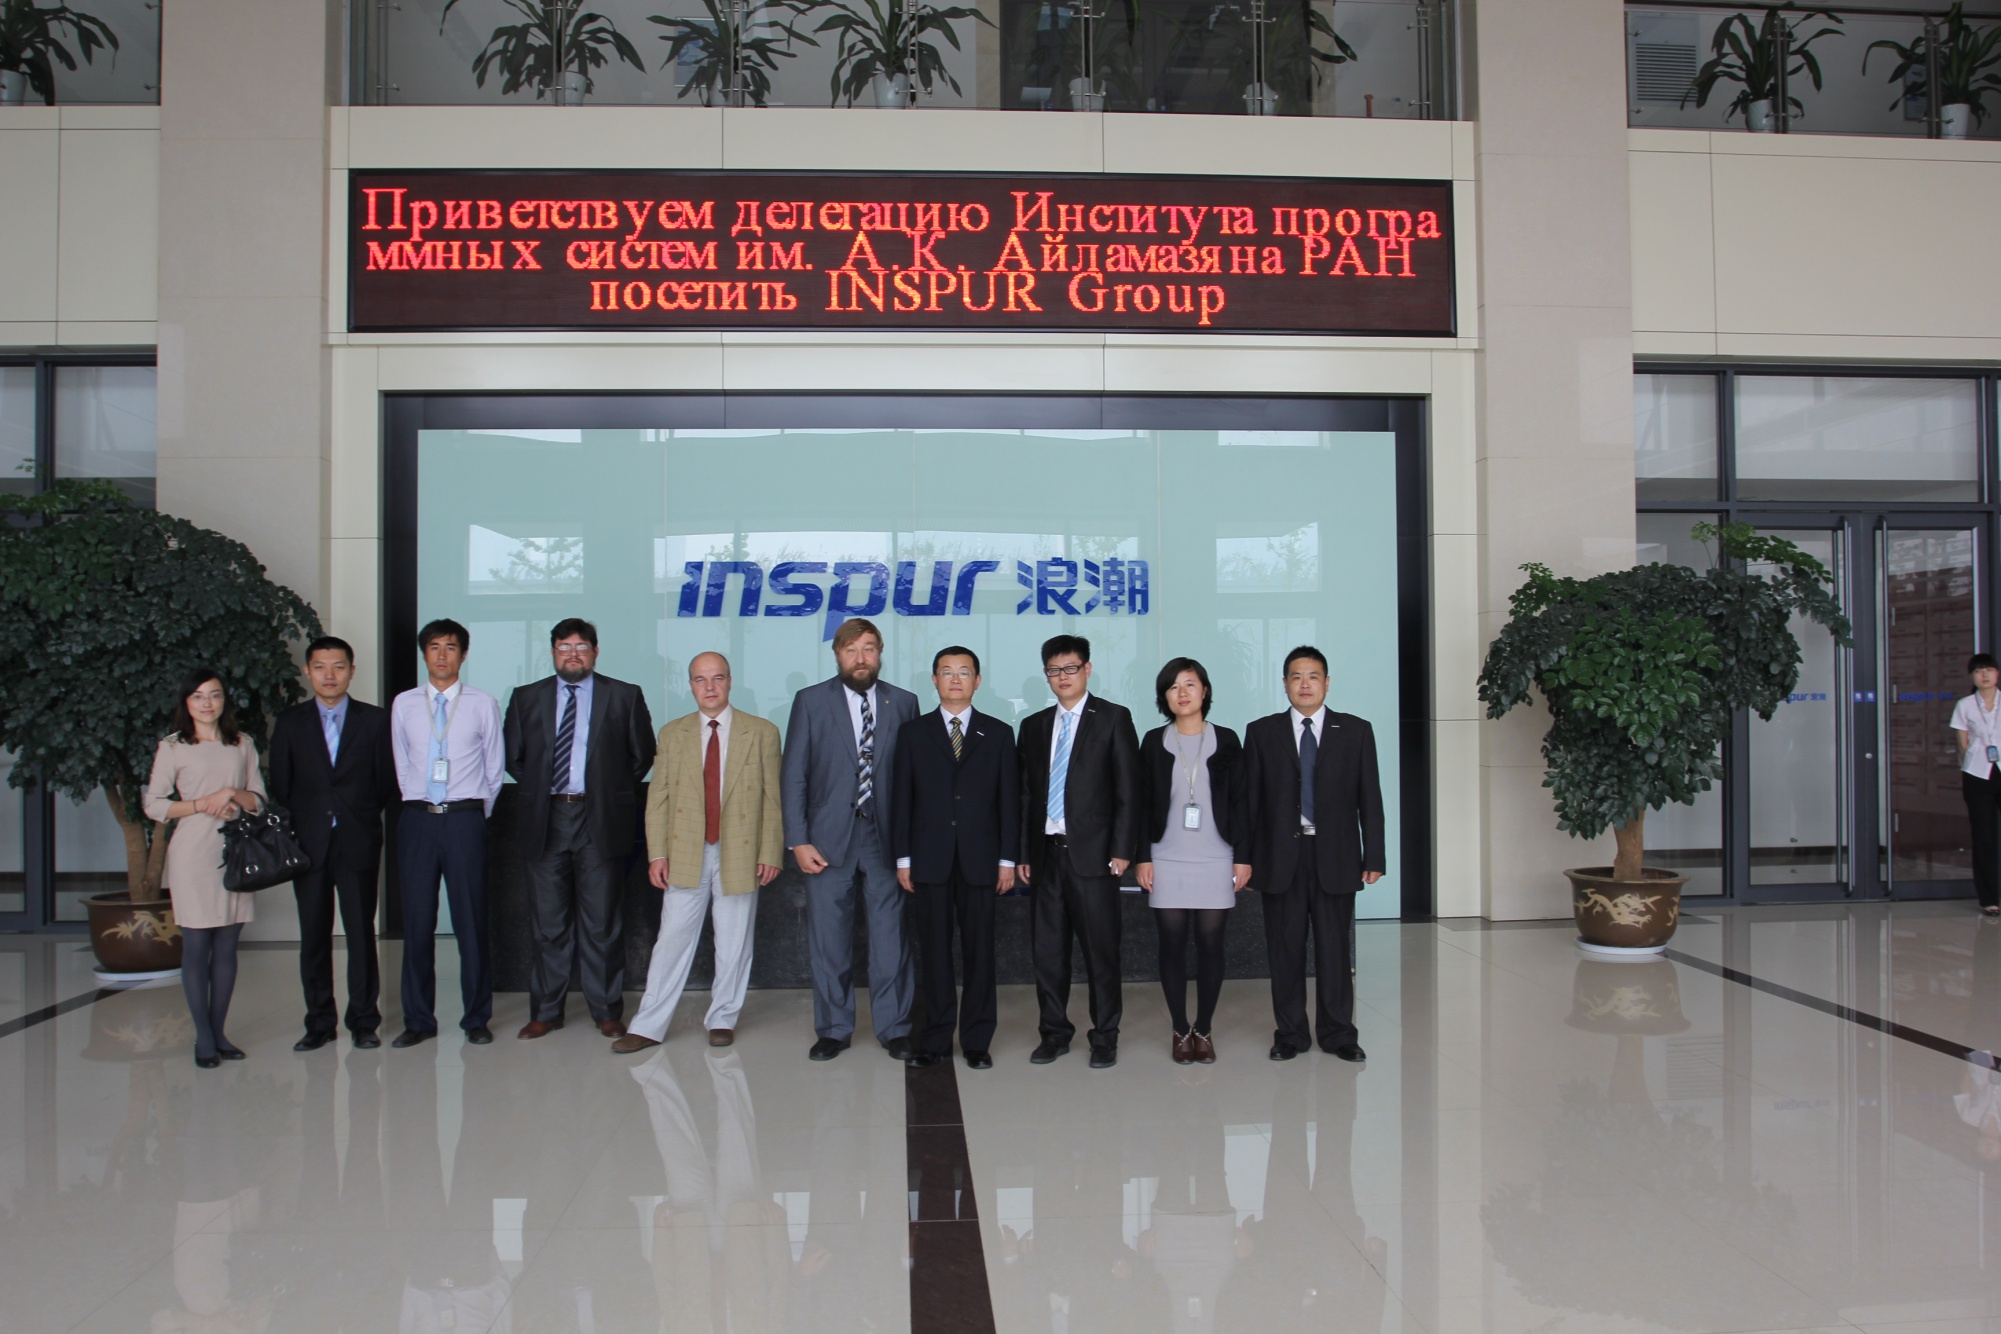 Приветствуем делегацию Института програ
ммных систем им. А.К. Айламазяна РАН
посетить INSPUR Group
inspur 浪潮